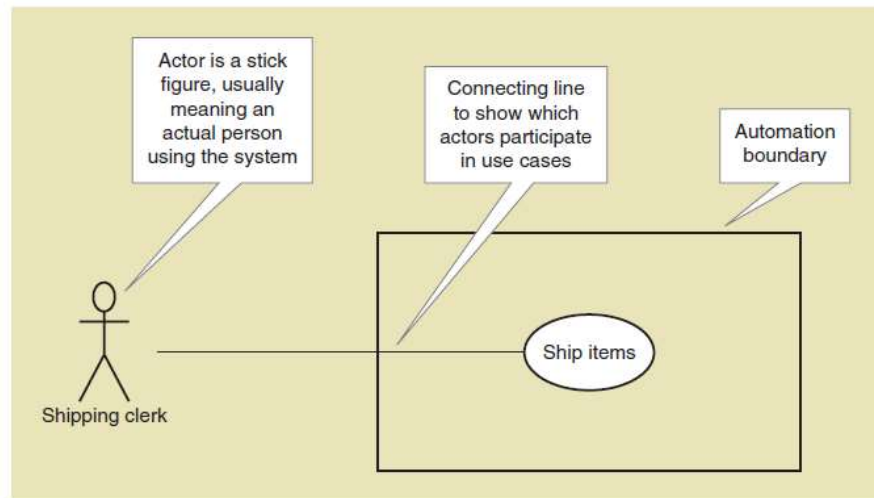 Actor is a stick
figure, usually
meaning an
actual person
using the system
Connecting line
to show which
actors participate
in use cases
Automation
boundary
Ship items
Shipping clerk